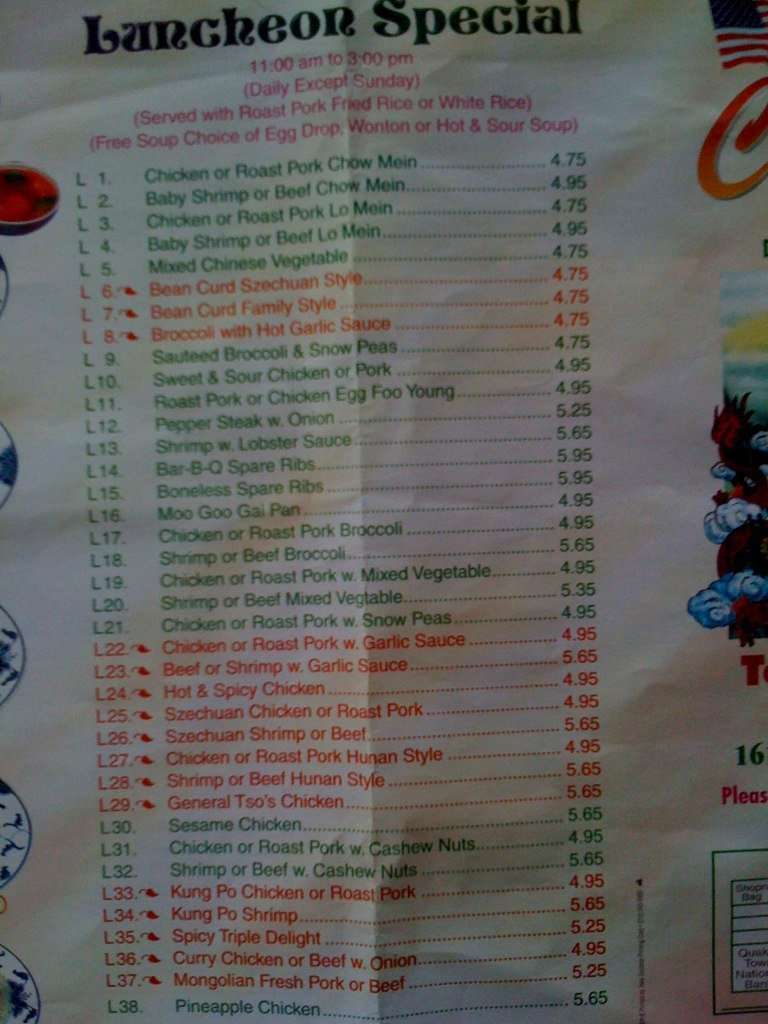 Luncheon Special
11:00 am to 3:00 pm
(Daily Except Sunday)
(Served with Roast Pork Fried Rice or White Rice)
(Free Soup Choice of Egg Drop, Wonton or Hot & Sour Soup)
L 1. Chicken or Roast Pork Chow Mein 4.75
L 2. Baby Shrimp or Beef Chow Mein 4.95
L 3. Chicken or Roast Pork Lo Mein 4.75
L 4. Baby Shrimp or Beef Lo Mein 4.95
L 5. Mixed Chinese Vegetable 4.75
L 6. Bean Curd Szechuan Style 4.75
L 7. Bean Curd Family Style 4.75
L 8. Broccoli with Hot Garlic Sauce 4.75
L 9. Sauteed Broccoli & Snow Peas 4.75
L10. Sweet & Sour Chicken or Pork 4.95
L11. Roast Pork or Chicken Egg Foo Young 4.95
L12. Pepper Steak w. Onion 5.25
L13. Shrimp w. Lobster Sauce 5.65
L14. Bar-B-Q Spare Ribs 5.95
L15. Boneless Spare Ribs 5.95
L16. Moo Goo Gai Pan 4.95
L17. Chicken or Roast Pork Broccoli 4.95
L18. Shrimp or Beef Broccoli 5.65
L19. Chicken or Roast Pork w. Mixed Vegetable 4.95
L20. Shrimp or Beef Mixed Vegtable 5.35
L21. Chicken or Roast Pork w. Snow Peas 4.95
L22. Chicken or Roast Pork w. Garlic Sauce 4.95
L23. Beef or Shrimp w. Garlic Sauce 5.65
L24. Hot & Spicy Chicken 4.95
L25. Szechuan Chicken or Roast Pork 4.95
L26. Szechuan Shrimp or Beef 5.65
L27. Chicken or Roast Pork Hunan Style 4.95
L28. Shrimp or Beef Hunan Style 5.65
L29. General Tso's Chicken 5.65
L30. Sesame Chicken 5.65
L31. Chicken or Roast Pork w. Cashew Nuts 4.95
L32. Shrimp or Beef w. Cashew Nuts 5.65
L33. Kung Po Chicken or Roast Pork 4.95
L34. Kung Po Shrimp 5.65
L35. Spicy Triple Delight 5.25
L36. Curry Chicken or Beef w. Onion 4.95
L37. Mongolian Fresh Pork or Beef 5.25
L38. Pineapple Chicken 5.65
16
Pleas
Bag
Quak
Town
Nation
Ban